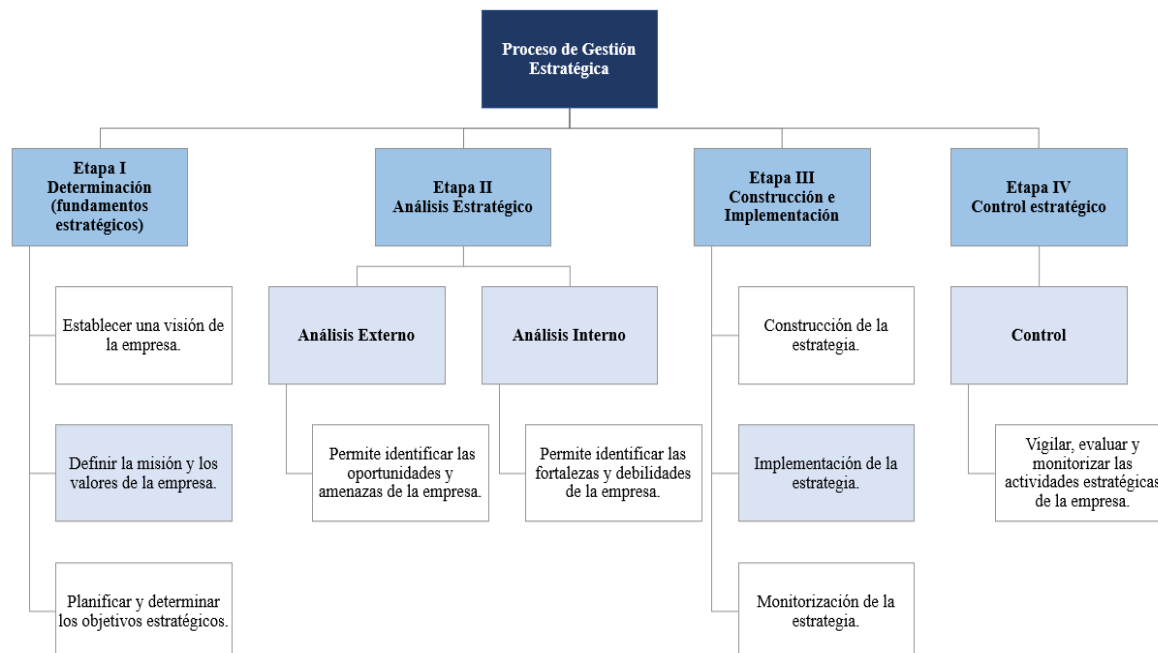 Proceso de Gestión
Estratégica
Etapa I
Determinación
(fundamentos
estratégicos)
Etapa II
Análisis Estratégico
Etapa III
Construcción e
Implementación
Etapa IV
Control estratégico
Establecer una visión de
la empresa.
Análisis Externo
Análisis Interno
Construcción de la
estrategia.
Control
Definir la misión y los
valores de la empresa.
Permite identificar las
oportunidades y
amenazas de la empresa.
Permite identificar las
fortalezas y debilidades
de la empresa.
Implementación de la
estrategia.
Vigilar, evaluar y
monitorizar las
actividades estratégicas
de la empresa.
Planificar y determinar
los objetivos estratégicos.
Monitorización de la
estrategia.